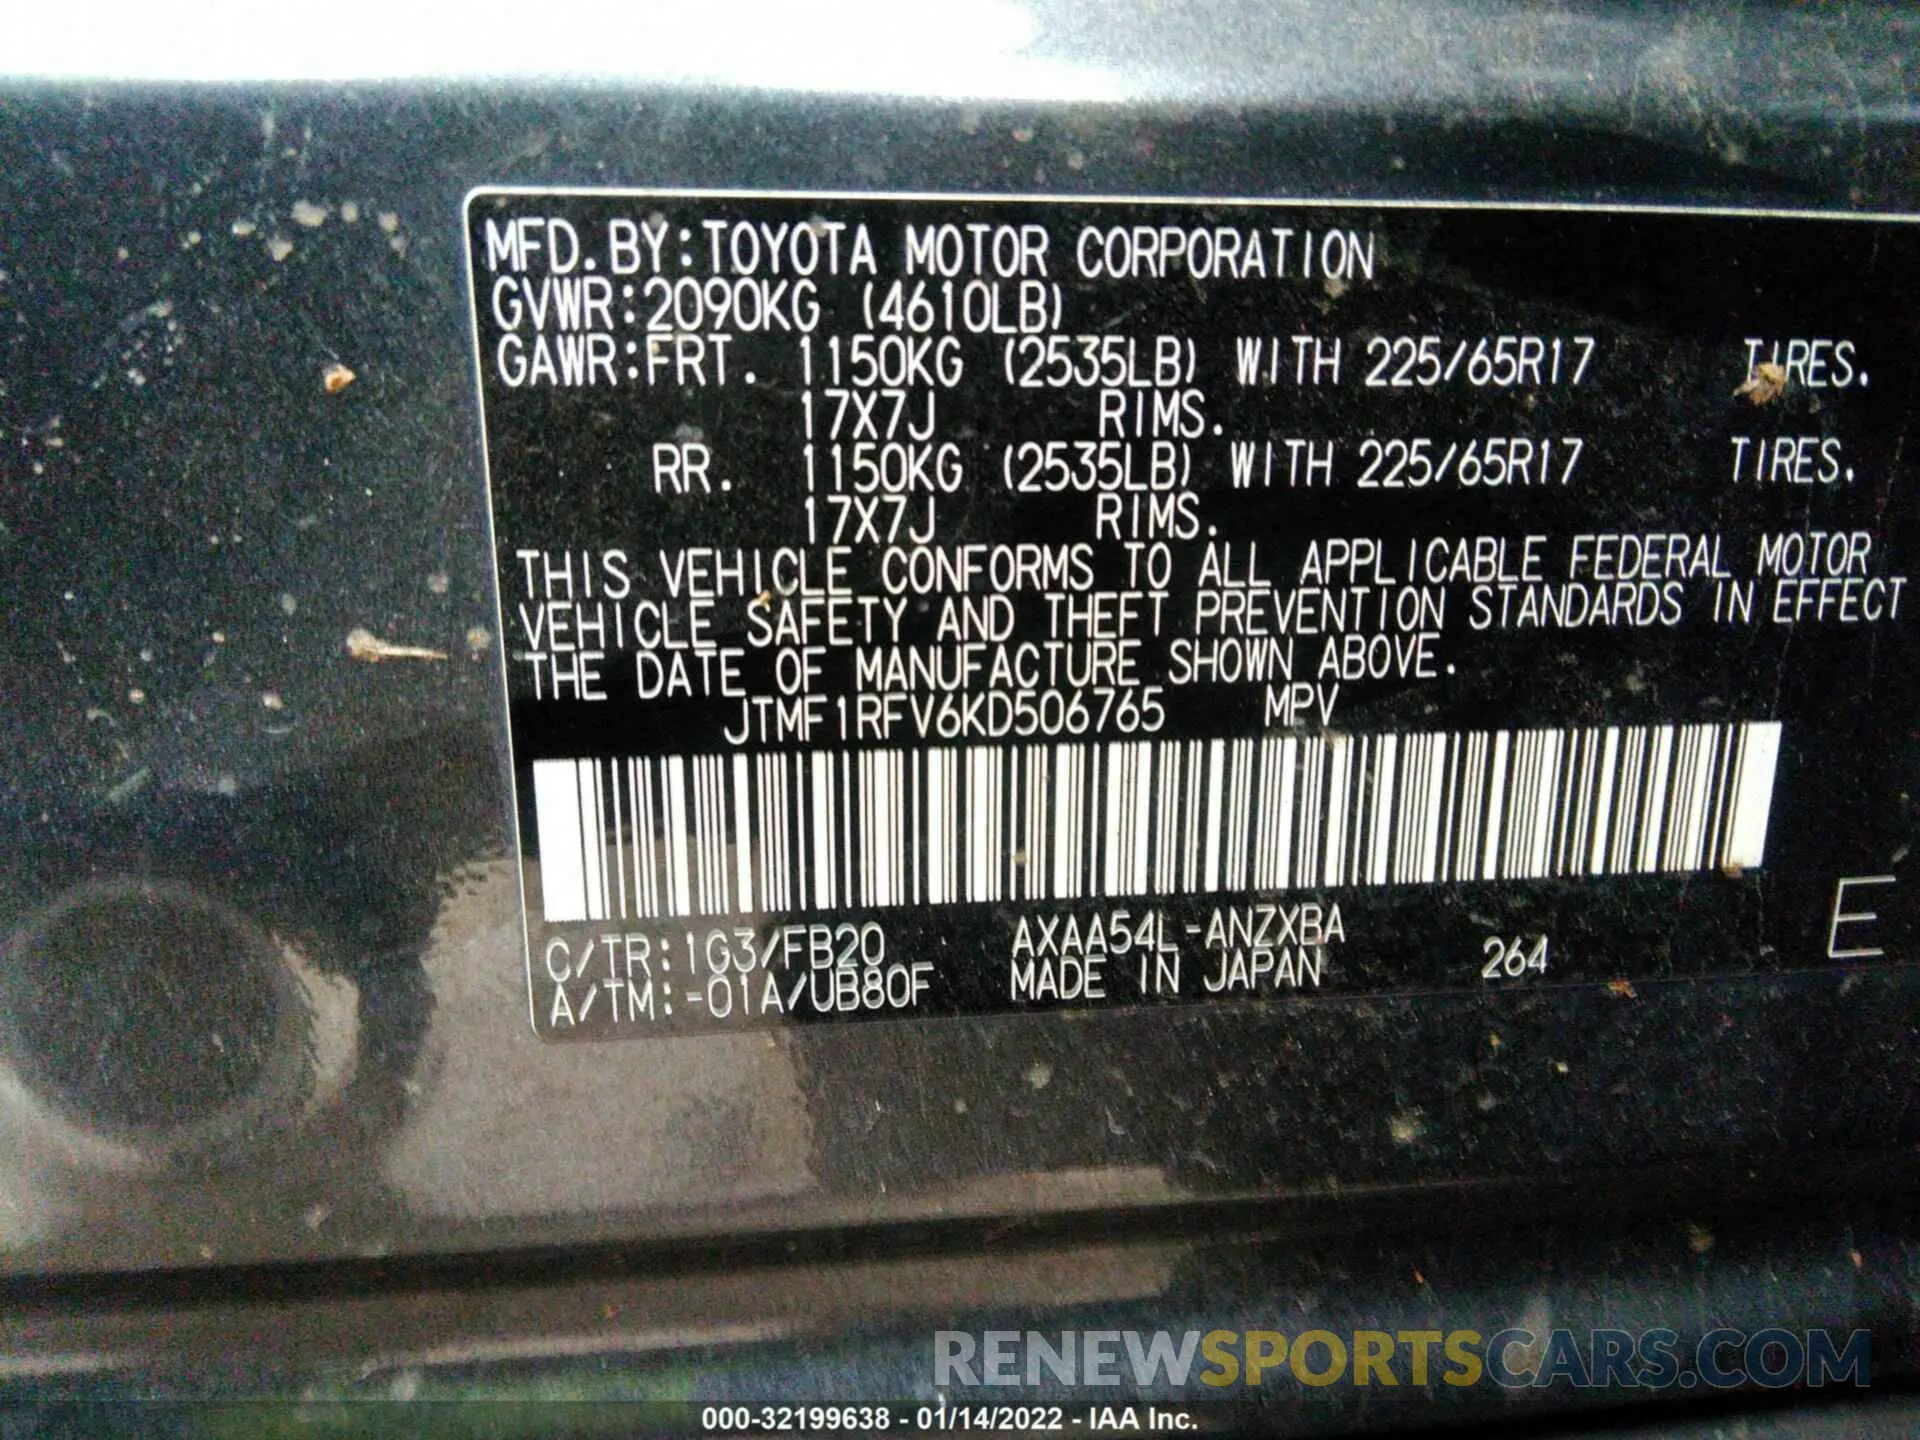 MFD.BY:TOYOTA MOTOR CORPORATION
GVWR:2090KG (4610LB)
GAWR:FRT. 1150KG (2535LB) WITH 225/65R17 TIRES.
17X7J RIMS.
RR. 1150KG (2535LB) WITH 225/65R17 TIRES.
17X7J RIMS.
THIS VEHICLE CONFORMS TO ALL APPLICABLE FEDERAL MOTOR
VEHICLE SAFETY AND THEFT PREVENTION STANDARDS IN EFFECT
THE DATE OF MANUFACTURE SHOWN ABOVE.
JTMF1RFV6KD506765 MPV
C/TR:1G3/FB20 AXAA54L-ANZXBA 264 E
A/TM:-01A/UB80F MADE IN JAPAN
RENEWSPORTSCARS.COM
000-32199638 - 01/14/2022 - IAA Inc.